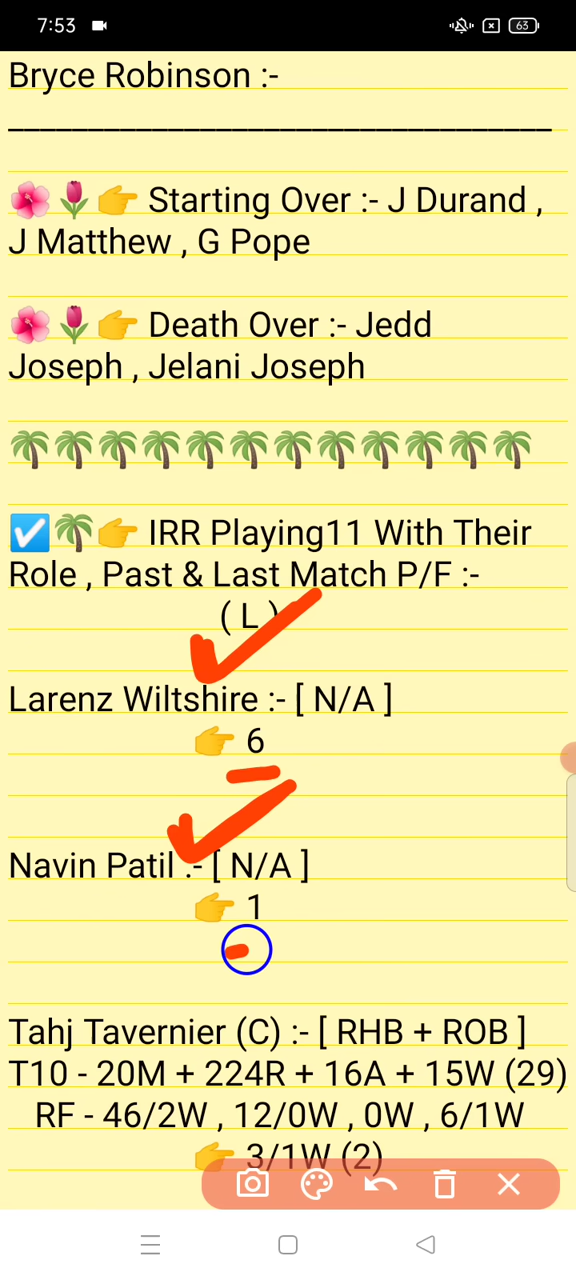 7:53
63
Bryce Robinson :-
🌺🌷👉 Starting Over :- J Durand ,
J Matthew , G Pope
🌺🌷👉 Death Over :- Jedd
Joseph , Jelani Joseph
🌴🌴🌴🌴🌴🌴🌴🌴🌴🌴🌴🌴
☑️🌴👉 IRR Playing11 With Their
Role , Past & Last Match P/F :-
( L )
Larenz Wiltshire :- [ N/A ]
👉 6
Navin Patil :- [ N/A ]
👉 1
Tahj Tavernier (C) :- [ RHB + ROB ]
T10 - 20M + 224R + 16A + 15W (29)
RF - 46/2W , 12/0W , 0W , 6/1W
👉 3/1W (2)